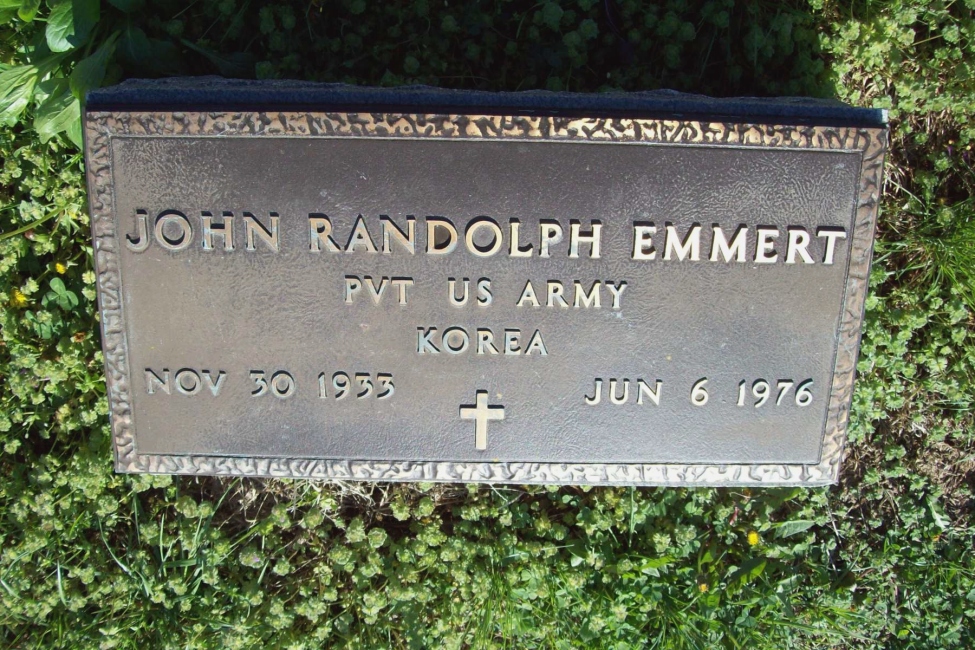 JOHN RANDOLPH EMMERT
PVT US ARMY
KOREA
NOV 30 1933 JUN 6 1976